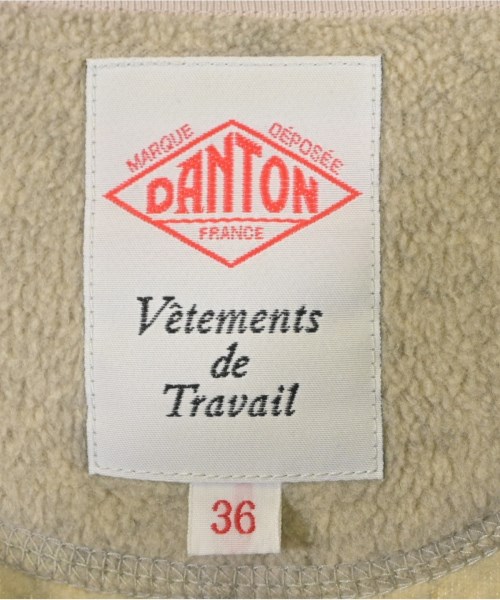 MARQUE DÉPOSÉE
DANTON
FRANCE
Vêtements
de
Travail
36